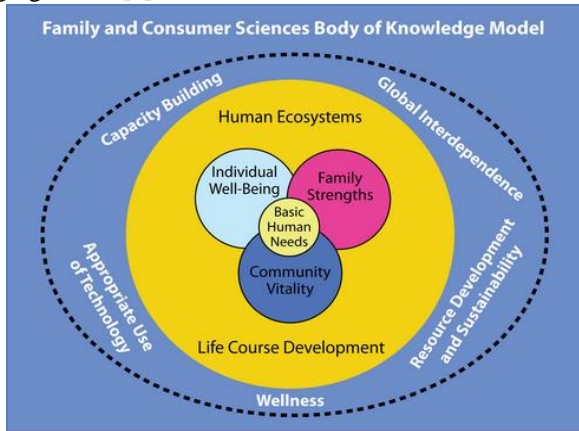 Family and Consumer Sciences Body of Knowledge Model
Capacity Building
Global Interdependence
Human Ecosystems
Individual
Well-Being
Family
Strengths
Basic
Human
Needs
Community
Vitality
Appropriate Use
of Technology
Resource Development
and Sustainability
Life Course Development
Wellness